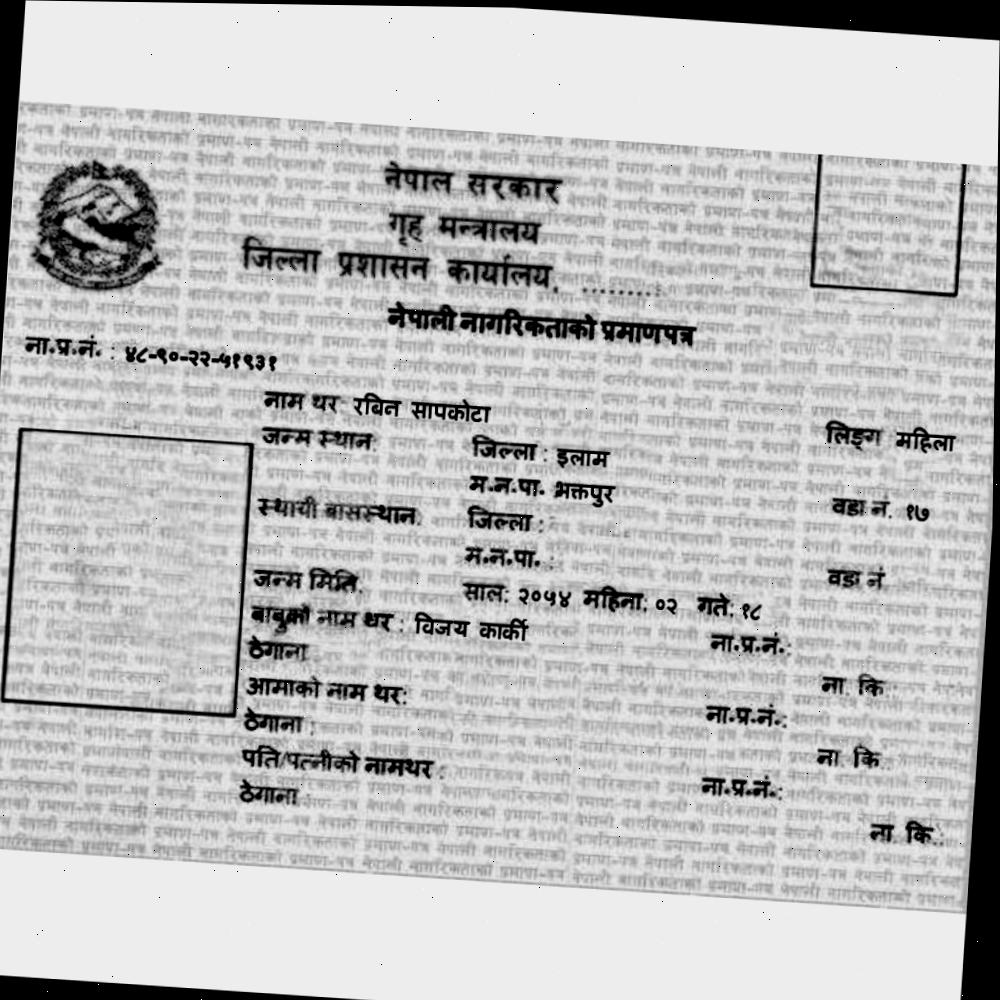 नेपाल सरकार
गृह मन्त्रालय
जिल्ला प्रशासन कार्यालय, ..........
नेपाली नागरिकताको प्रमाणपत्र
ना.प्र.नं. : ४८-९०-२२-५१९३१
नाम थर: रबिन सापकोटा लिङ्ग महिला
जन्म स्थान: जिल्ला : इलाम
म.न.पा. भक्तपुर वडा नं. १७
स्थायी बासस्थान: जिल्ला :
म.न.पा. : वडा नं
जन्म मिति: साल: २०५४ महिना: ०२ गते: १८
बाबुको नाम थर : विजय कार्की ना.प्र.नं.:
ठेगाना ना. कि.:
आमाको नाम थर: ना.प्र.नं.:
ठेगाना : ना. कि.:
पति/पत्नीको नामथर : ना.प्र.नं.:
ठेगाना : ना. कि.: